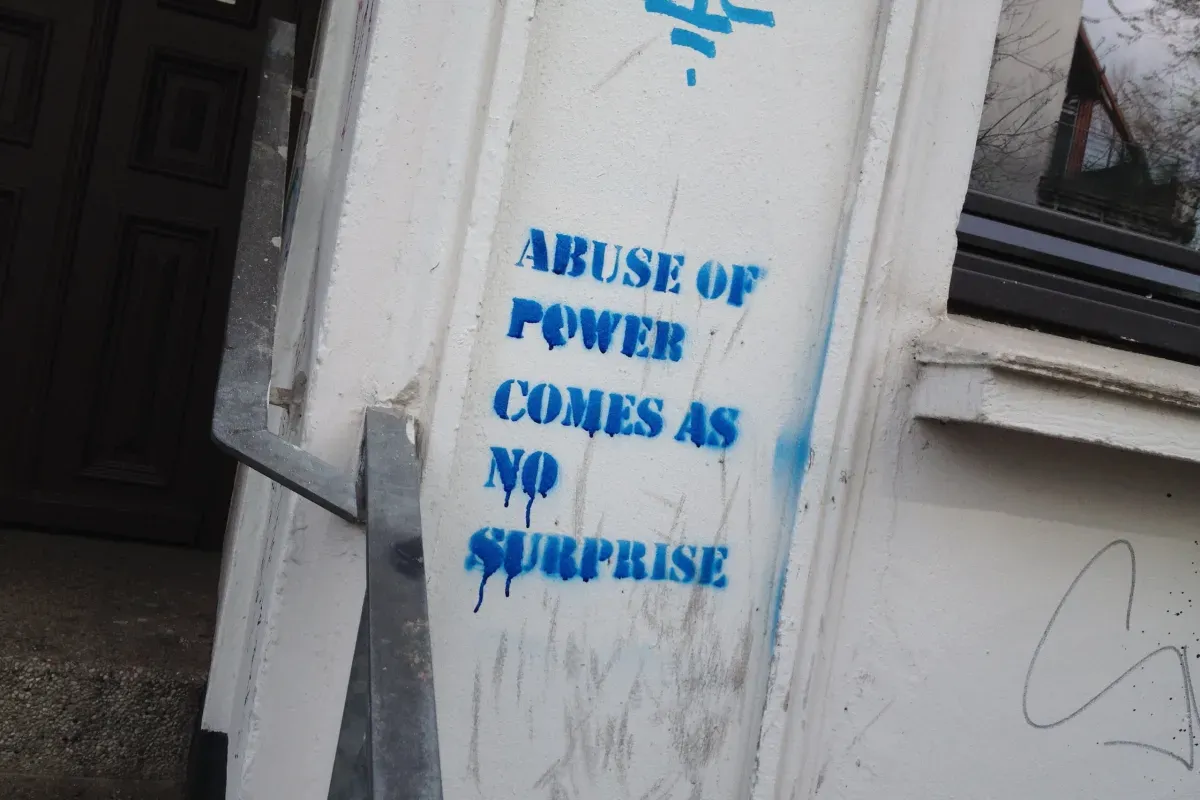 ABUSE OF
POWER
COMES AS
NO
SURPRISE